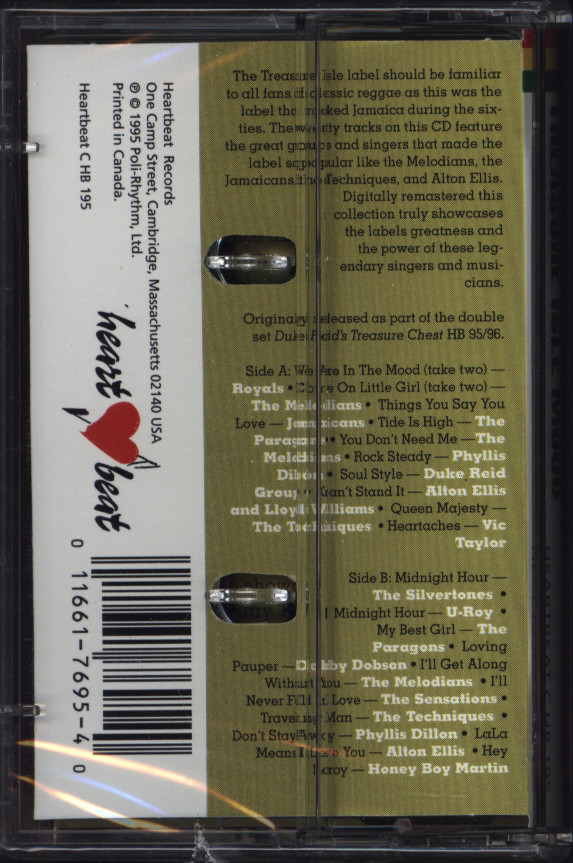 The Treasure Isle label should be familiar
to all fans of classic reggae as this was the
label that rocked Jamaica during the six-
ties. The twenty tracks on this CD feature
the great groups and singers that made the
label so popular like the Melodians, the
Jamaicans, the Techniques, and Alton Ellis.
Digitally remastered this
collection truly showcases
the labels greatness and
the power of these leg-
endary singers and musi-
cians.
Originally released as part of the double
set Duke Reid's Treasure Chest HB 95/96.
Side A: We Are In The Mood (take two) —
Royals • Come On Little Girl (take two) —
The Melodians • Things You Say You
Love — Jamaicans • Tide Is High — The
Paragons • You Don't Need Me — The
Melodians • Rock Steady — Phyllis
Dillon • Soul Style — Duke Reid
Group • Can't Stand It — Alton Ellis
and Lloyd Williams • Queen Majesty —
The Techniques • Heartaches — Vic
Taylor
Side B: Midnight Hour —
The Silvertones •
Midnight Hour — U-Roy •
My Best Girl — The
Paragons • Loving
Pauper — Dobby Dobson • I'll Get Along
Without You — The Melodians • I'll
Never Fall In Love — The Sensations •
Traveling Man — The Techniques •
Don't Stay Away — Phyllis Dillon • LaLa
Means I Love You — Alton Ellis • Hey
Leroy — Honey Boy Martin
Heartbeat Records
One Camp Street, Cambridge, Massachusetts 02140 USA
℗ © 1995 Poli-Rhythm, Ltd.
Printed in Canada.
Heartbeat C HB 195
heart beat
0 11661-7695-4 0